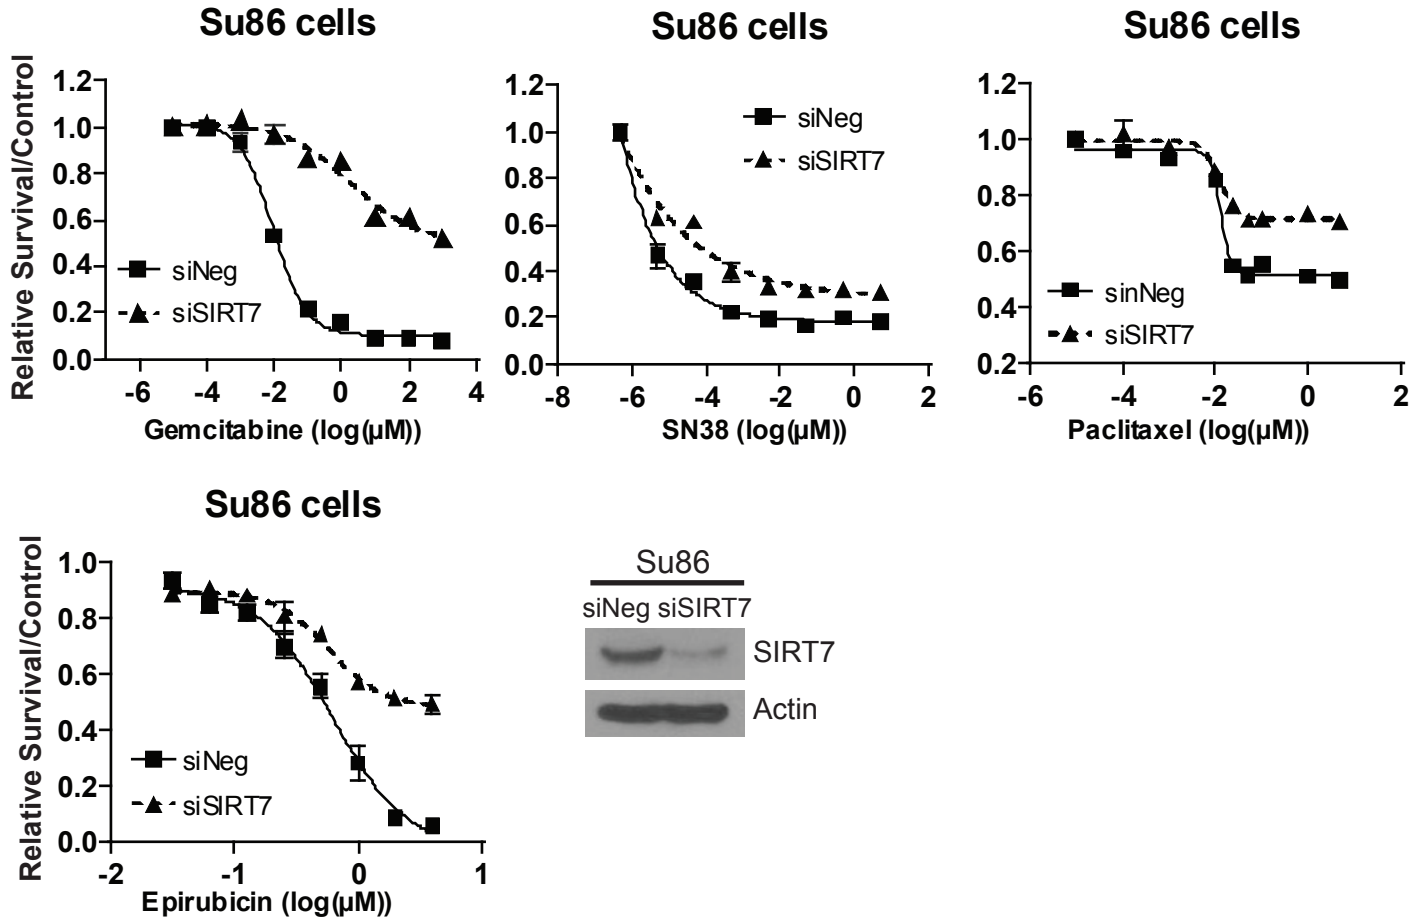 Su86 cells
Relative Survival/Control
1.2
1.0
0.8
0.6
0.4
0.2
0.0
siNeg
siSIRT7
-6 -4 -2 0 2 4
Gemcitabine (log(μM))
Su86 cells
1.2
1.0
0.8
0.6
0.4
0.2
0.0
siNeg
siSIRT7
-8 -6 -4 -2 0 2
SN38 (log(μM))
Su86 cells
1.2
1.0
0.8
0.6
0.4
0.2
sinNeg
siSIRT7
-6 -4 -2 0 2
Paclitaxel (log(μM))
Su86 cells
Relative Survival/Control
1.0
0.8
0.6
0.4
0.2
0.0
siNeg
siSIRT7
-2 -1 0 1
Epirubicin (log(μM))
Su86
siNeg siSIRT7
SIRT7
Actin